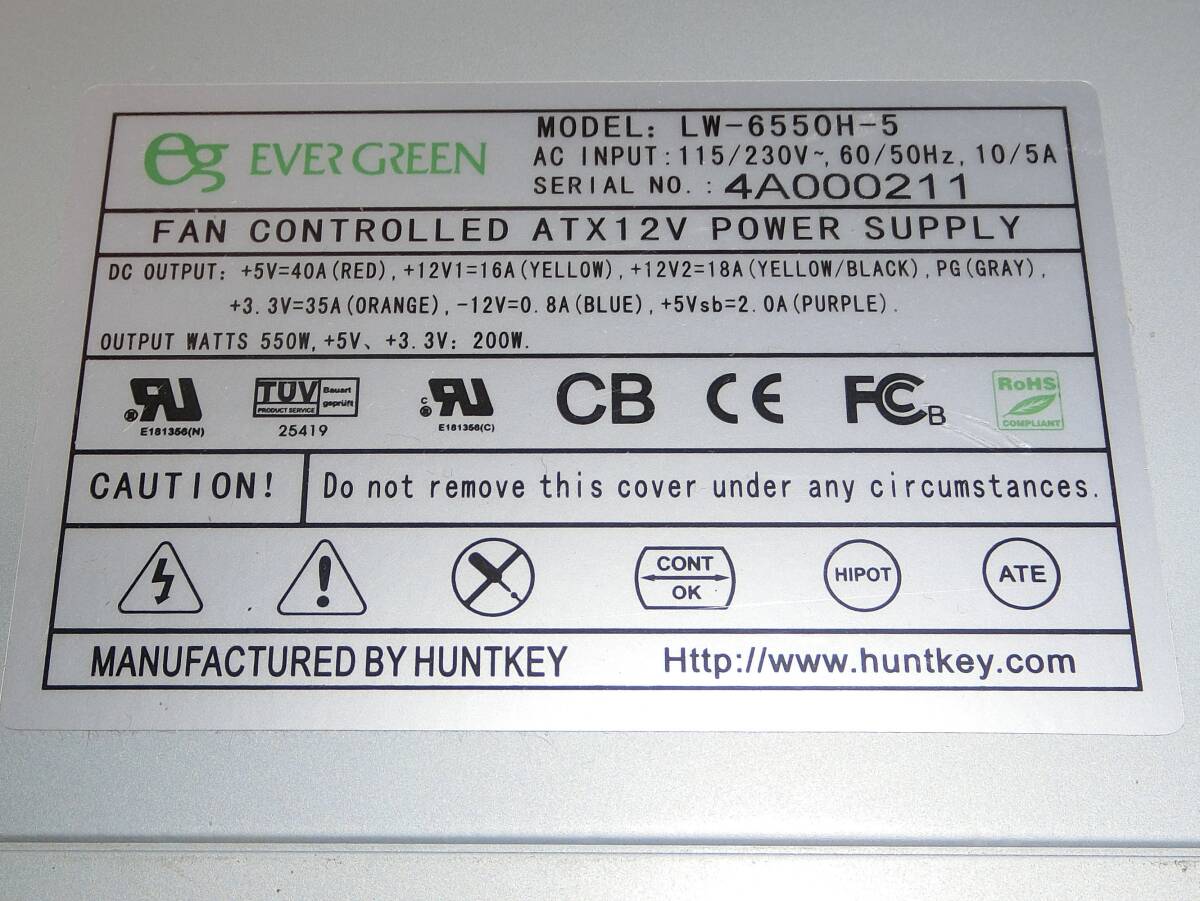 eg EVER GREEN
MODEL: LW-6550H-5
AC INPUT:115/230V~, 60/50Hz, 10/5A
SERIAL NO. : 4A000211
FAN CONTROLLED ATX12V POWER SUPPLY
DC OUTPUT: +5V=40A(RED), +12V1=16A(YELLOW), +12V2=18A(YELLOW/BLACK), PG(GRAY),
+3.3V=35A(ORANGE), -12V=0.8A(BLUE), +5Vsb=2.0A(PURPLE).
OUTPUT WATTS 550W, +5V、+3.3V: 200W.
RU
E181356(N)
TÜV PRODUCT SERVICE Bauart geprüft
25419
c RU
E181356(C)
CB
CE
FC B
RoHS COMPLIANT
CAUTION! Do not remove this cover under any circumstances.
CONT OK
HIPOT
ATE
MANUFACTURED BY HUNTKEY Http://www.huntkey.com